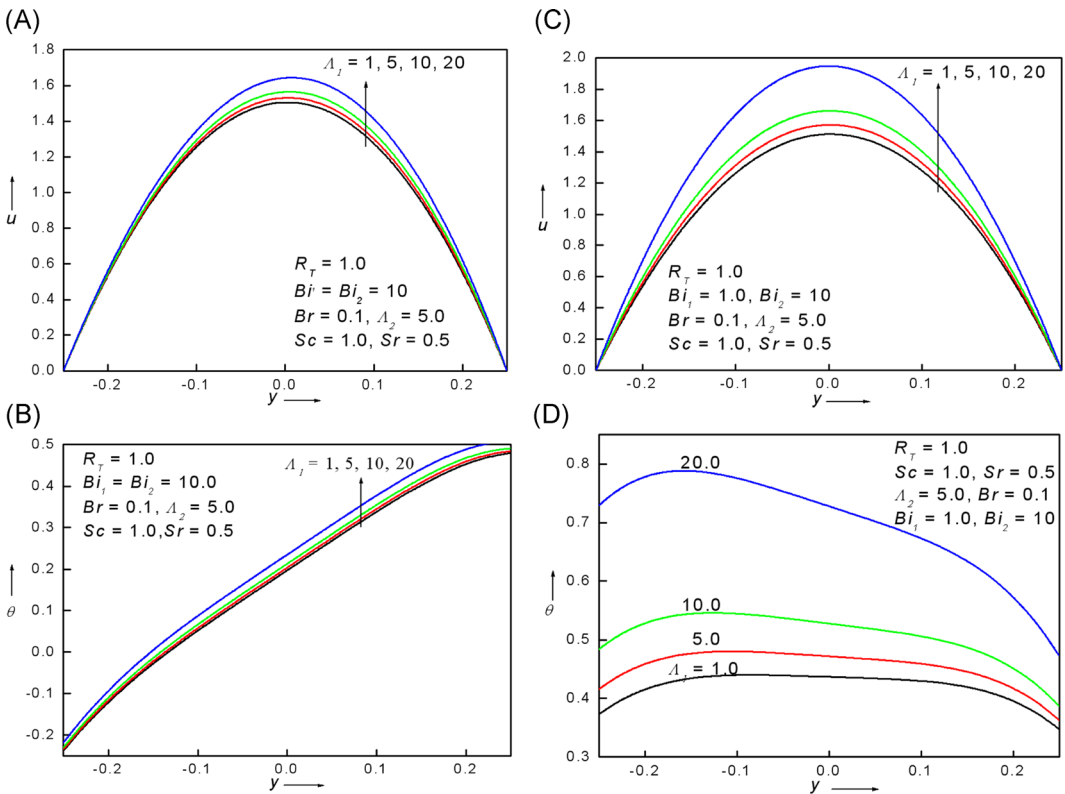 (A)
1.8
1.6
1.4
1.2
1.0
0.8
0.6
0.4
0.2
0.0
u
Λ1 = 1, 5, 10, 20
RT = 1.0
Bi' = Bi2 = 10
Br = 0.1, Λ2 = 5.0
Sc = 1.0, Sr = 0.5
-0.2 -0.1 0.0 0.1 0.2
y
(C)
2.0
1.8
1.6
1.4
1.2
1.0
0.8
0.6
0.4
0.2
0.0
u
Λ1 = 1, 5, 10, 20
RT = 1.0
Bi1 = 1.0, Bi2 = 10
Br = 0.1, Λ2 = 5.0
Sc = 1.0, Sr = 0.5
-0.2 -0.1 0.0 0.1 0.2
y
(B)
0.5
0.4
0.3
0.2
0.1
0.0
-0.1
-0.2
θ
RT = 1.0
Bi1 = Bi2 = 10.0
Br = 0.1, Λ2 = 5.0
Sc = 1.0,Sr = 0.5
Λ1 = 1, 5, 10, 20
-0.2 -0.1 0.0 0.1 0.2
y
(D)
0.8
0.7
0.6
0.5
0.4
0.3
θ
RT = 1.0
Sc = 1.0, Sr = 0.5
Λ2 = 5.0, Br = 0.1
Bi1 = 1.0, Bi2 = 10
20.0
10.0
5.0
Λ1 = 1.0
-0.2 -0.1 0.0 0.1 0.2
y